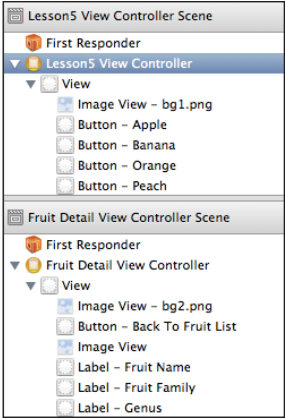 Lesson5 View Controller Scene
First Responder
Lesson5 View Controller
View
Image View – bg1.png
Button – Apple
Button – Banana
Button – Orange
Button – Peach
Fruit Detail View Controller Scene
First Responder
Fruit Detail View Controller
View
Image View – bg2.png
Button – Back To Fruit List
Image View
Label – Fruit Name
Label – Fruit Family
Label – Genus